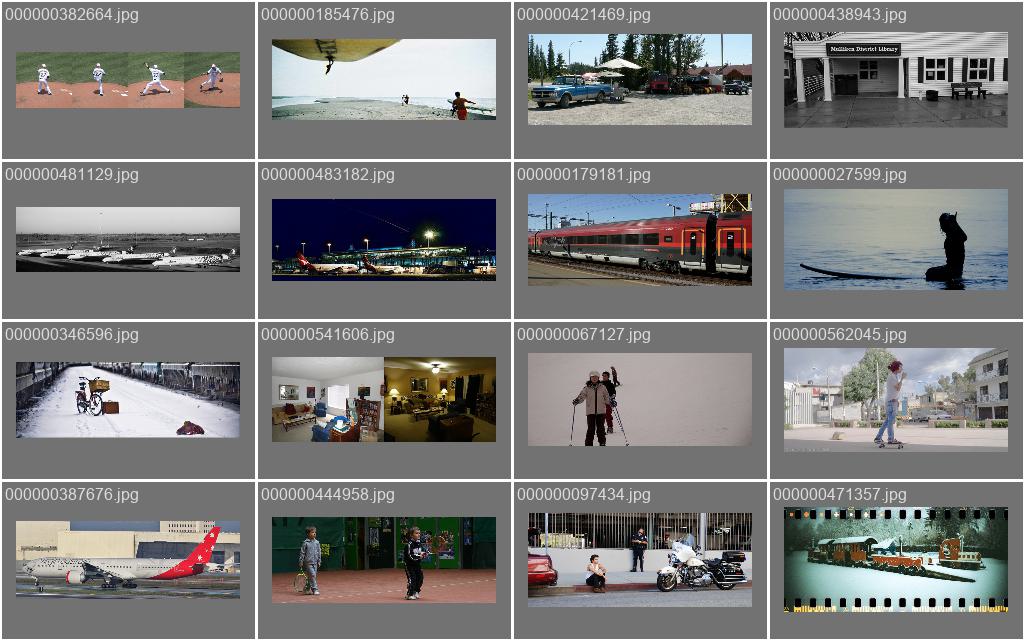 000000382664.jpg
000000185476.jpg
000000421469.jpg
000000438943.jpg
Mulliken District Library
000000481129.jpg
000000483182.jpg
000000179181.jpg
000000027599.jpg
000000346596.jpg
000000541606.jpg
000000067127.jpg
000000562045.jpg
000000387676.jpg
000000444958.jpg
000000097434.jpg
000000471357.jpg